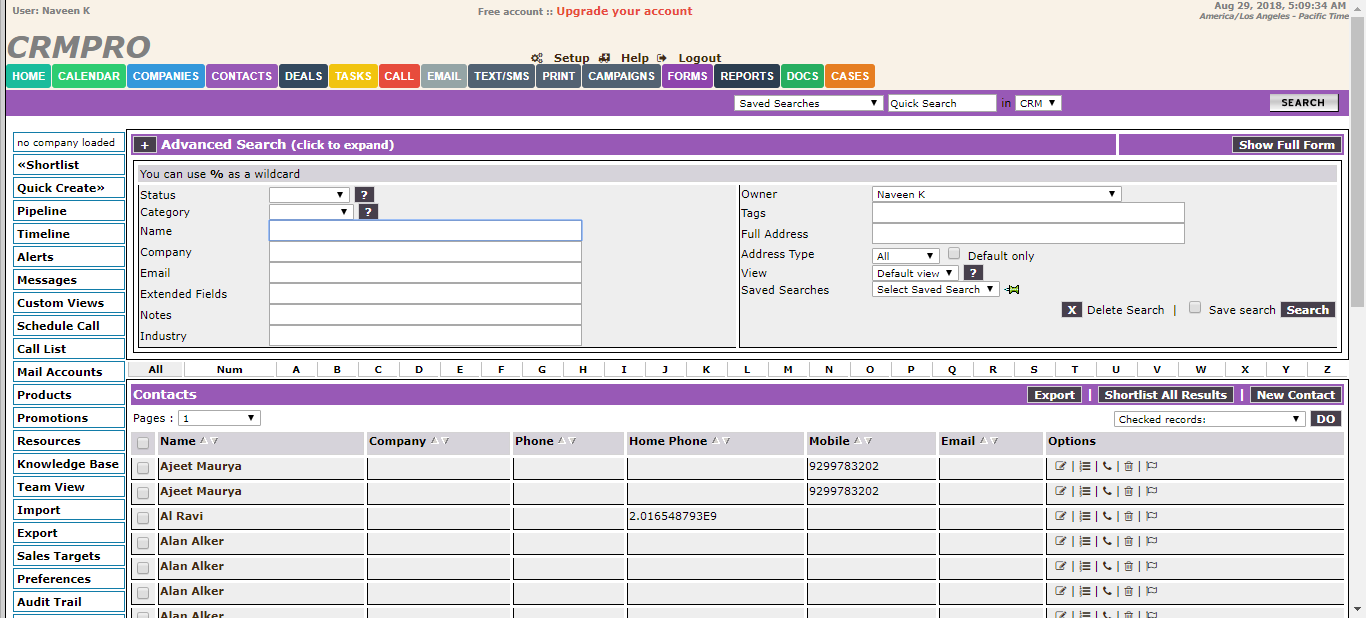 User: Naveen K
Free account :: Upgrade your account
Aug 29, 2018, 5:09:34 AM
America/Los Angeles - Pacific Time
CRMPRO
Setup Help Logout
HOME CALENDAR COMPANIES CONTACTS DEALS TASKS CALL EMAIL TEXT/SMS PRINT CAMPAIGNS FORMS REPORTS DOCS CASES
Saved Searches Quick Search in CRM SEARCH
no company loaded
«Shortlist
Quick Create»
Pipeline
Timeline
Alerts
Messages
Custom Views
Schedule Call
Call List
Mail Accounts
Products
Promotions
Resources
Knowledge Base
Team View
Import
Export
Sales Targets
Preferences
Audit Trail
+ Advanced Search (click to expand) Show Full Form
You can use % as a wildcard
Status ?
Category ?
Name
Company
Email
Extended Fields
Notes
Industry
Owner Naveen K
Tags
Full Address
Address Type All Default only
View Default view ?
Saved Searches Select Saved Search
X Delete Search | Save search Search
All Num A B C D E F G H I J K L M N O P Q R S T U V W X Y Z
Contacts Export | Shortlist All Results | New Contact
Pages : 1 Checked records: DO
Name Company Phone Home Phone Mobile Email Options
Ajeet Maurya 9299783202
Ajeet Maurya 9299783202
Al Ravi 2.016548793E9
Alan Alker
Alan Alker
Alan Alker
Alan Alker